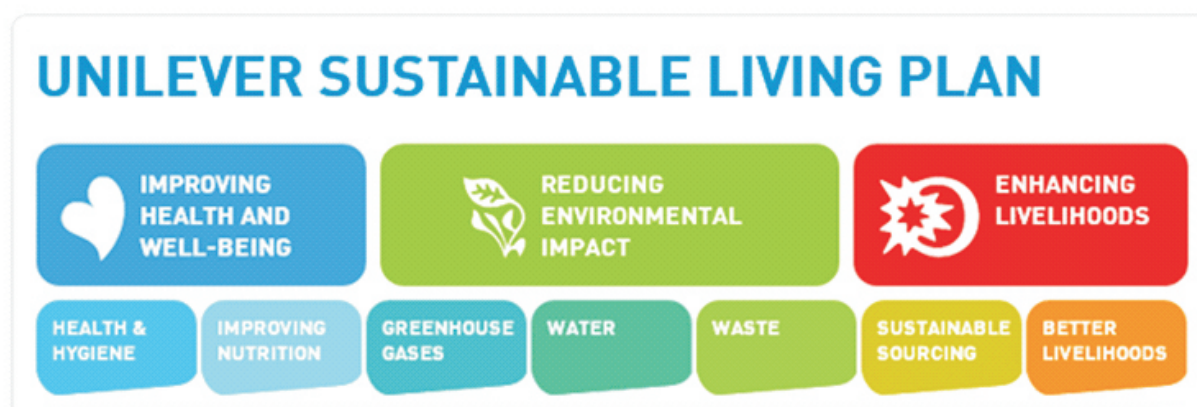 UNILEVER SUSTAINABLE LIVING PLAN
IMPROVING
HEALTH AND
WELL-BEING
REDUCING
ENVIRONMENTAL
IMPACT
ENHANCING
LIVELIHOODS
HEALTH &
HYGIENE
IMPROVING
NUTRITION
GREENHOUSE
GASES
WATER
WASTE
SUSTAINABLE
SOURCING
BETTER
LIVELIHOODS